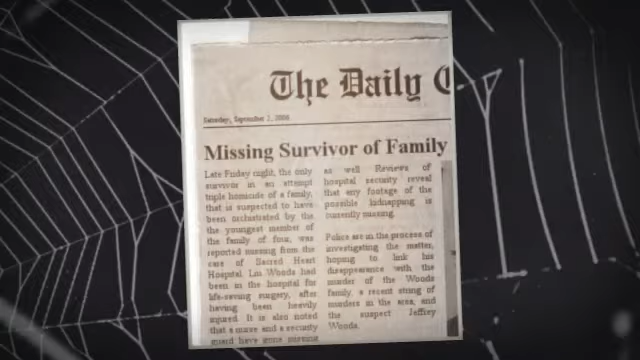 The Daily
Saturday, September 2, 2006
Missing Survivor of Family
Late Friday night, the only
survivor in an attempt
triple homicide of a family,
that is suspected to have
been orchestrated by the
the youngest member of
the family of four, was
reported missing from the
care of Sacred Heart
Hospital. Liu Woods had
been in the hospital for
life-saving surgery, after
having been heavily
injured. It is also noted
that a nurse and a security
guard have gone missing
as well. Reviews of
hospital security reveal
that any footage of the
possible kidnapping is
currently missing.
Police are in the process of
investigating the matter,
hoping to link his
disappearance with the
murder of the Woods
family, a recent string of
murders in the area, and
the suspect Jeffrey
Woods.